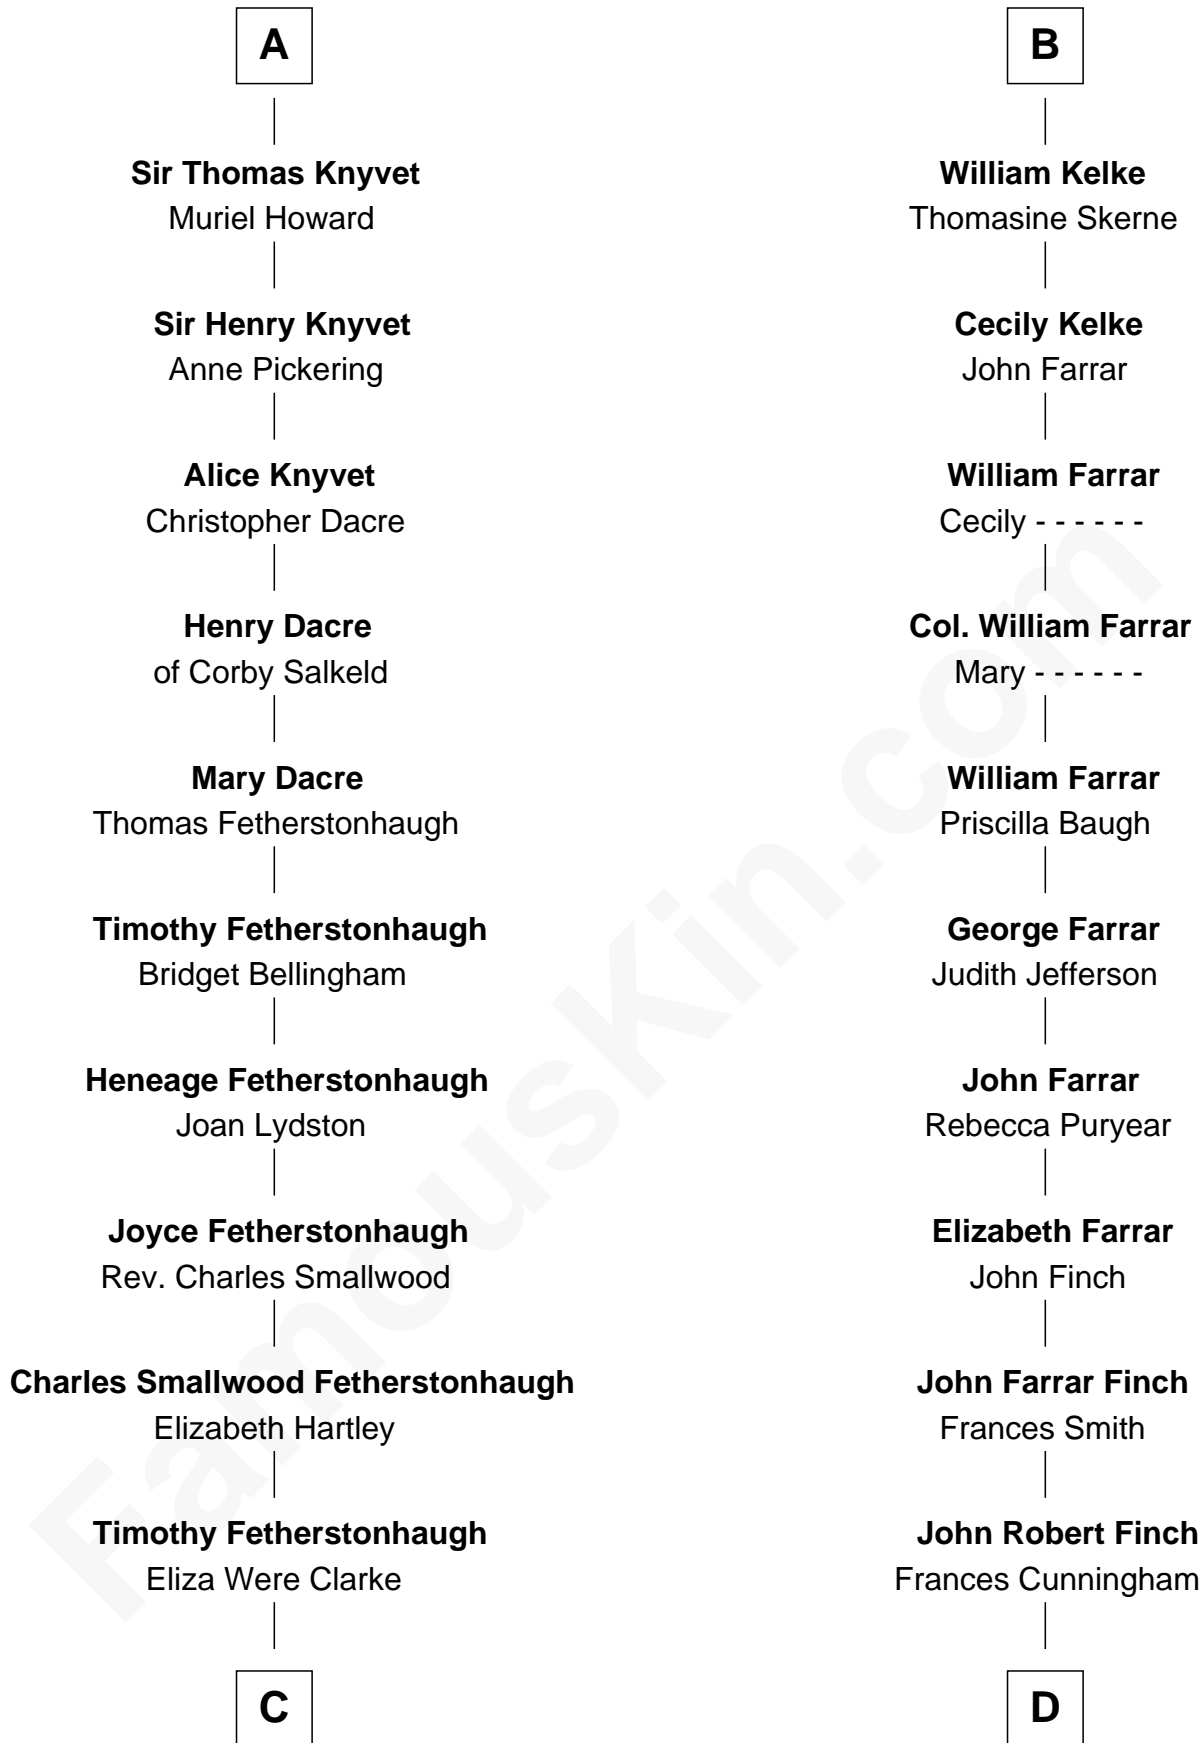 A
Sir Thomas Knyvet
Muriel Howard
Sir Henry Knyvet
Anne Pickering
Alice Knyvet
Christopher Dacre
Henry Dacre
of Corby Salkeld
Mary Dacre
Thomas Fetherstonhaugh
Timothy Fetherstonhaugh
Bridget Bellingham
Heneage Fetherstonhaugh
Joan Lydston
Joyce Fetherstonhaugh
Rev. Charles Smallwood
Charles Smallwood Fetherstonhaugh
Elizabeth Hartley
Timothy Fetherstonhaugh
Eliza Were Clarke
C
B
William Kelke
Thomasine Skerne
Cecily Kelke
John Farrar
William Farrar
Cecily - - - - - -
Col. William Farrar
Mary - - - - - -
William Farrar
Priscilla Baugh
George Farrar
Judith Jefferson
John Farrar
Rebecca Puryear
Elizabeth Farrar
John Finch
John Farrar Finch
Frances Smith
John Robert Finch
Frances Cunningham
D
FamousKin.com